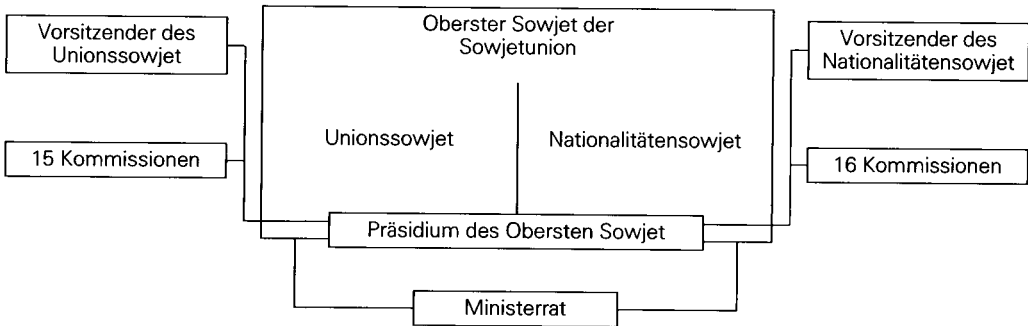 Vorsitzender des
Unionssowjet
Oberster Sowjet der
Sowjetunion
Vorsitzender des
Nationalitätensowjet
Unionssowjet
Nationalitätensowjet
15 Kommissionen
16 Kommissionen
Präsidium des Obersten Sowjet
Ministerrat